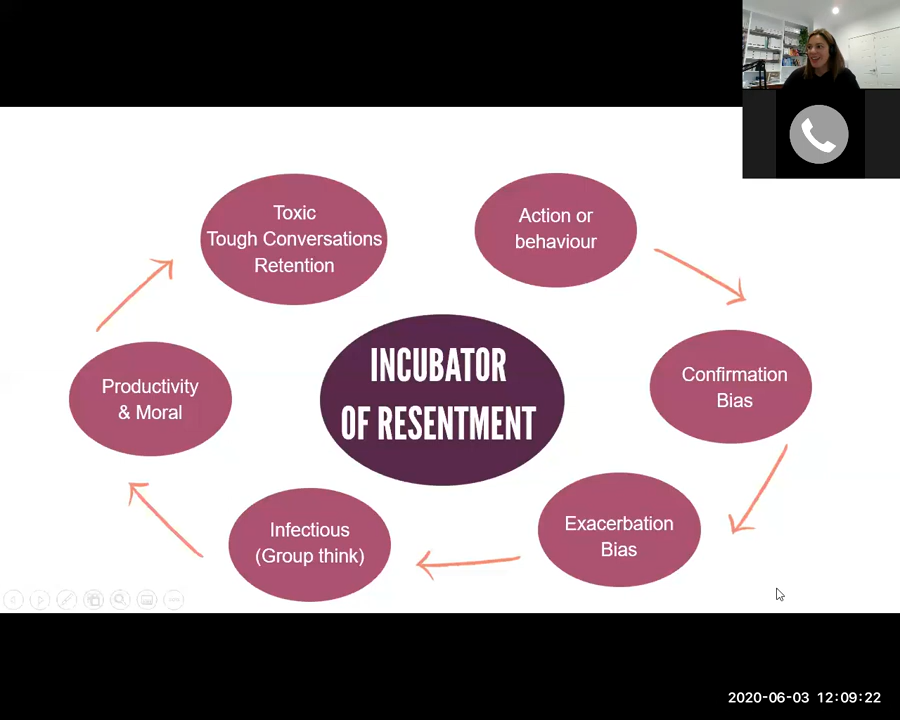 Toxic
Tough Conversations
Retention
Action or
behaviour
INCUBATOR
OF RESENTMENT
Confirmation
Bias
Productivity
& Moral
Exacerbation
Bias
Infectious
(Group think)
2020-06-03 12:09:22